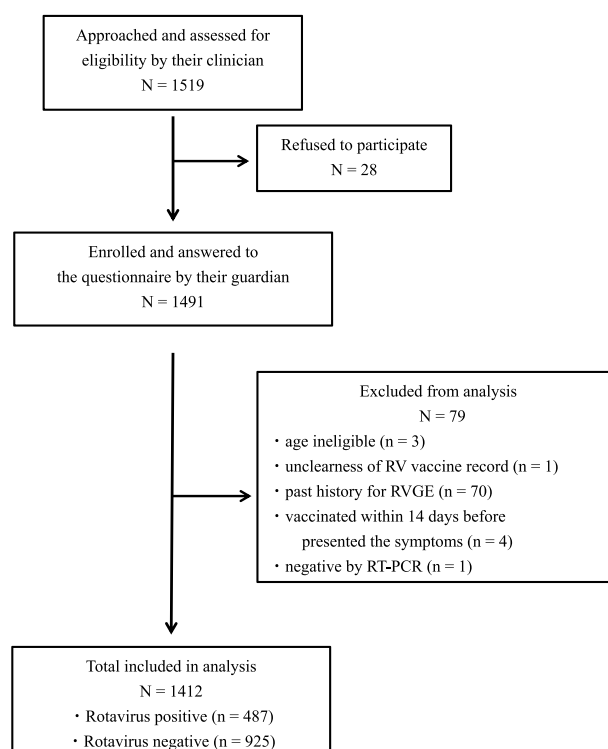 Approached and assessed for
eligibility by their clinician
N = 1519
Refused to participate
N = 28
Enrolled and answered to
the questionnaire by their guardian
N = 1491
Excluded from analysis
N = 79
・age ineligible (n = 3)
・unclearness of RV vaccine record (n = 1)
・past history for RVGE (n = 70)
・vaccinated within 14 days before
presented the symptoms (n = 4)
・negative by RT-PCR (n = 1)
Total included in analysis
N = 1412
・Rotavirus positive (n = 487)
・Rotavirus negative (n = 925)